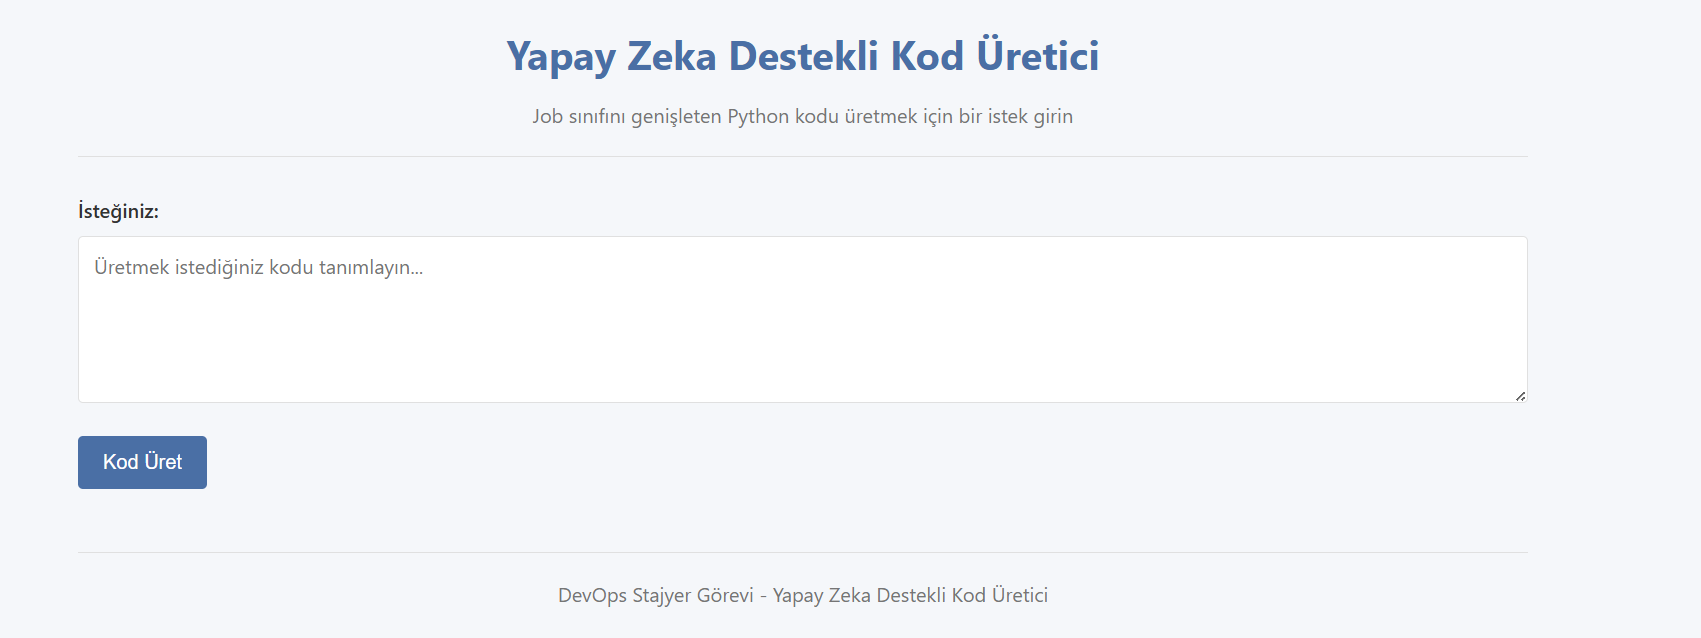 Yapay Zeka Destekli Kod Üretici
Job sınıfını genişleten Python kodu üretmek için bir istek girin
İsteğiniz:
Üretmek istediğiniz kodu tanımlayın...
Kod Üret
DevOps Stajyer Görevi - Yapay Zeka Destekli Kod Üretici